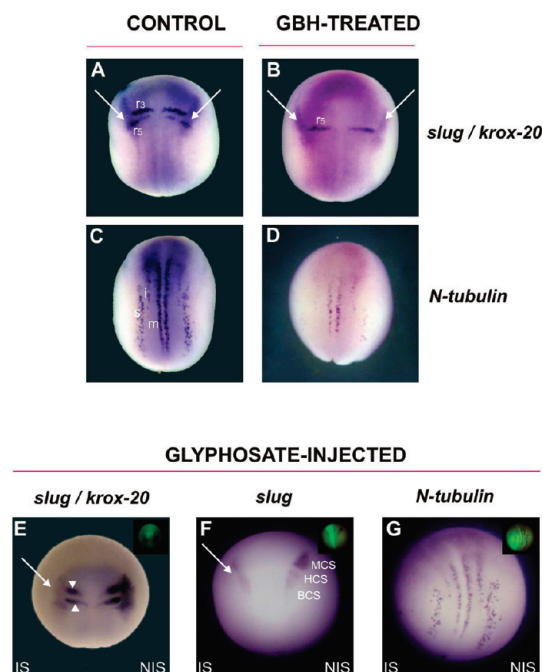 CONTROL GBH-TREATED
A B
r3
r5 r5
slug / krox-20
C D
i
s
m
N-tubulin
GLYPHOSATE-INJECTED
slug / krox-20 slug N-tubulin
E F G
MCS
HCS
BCS
IS NIS IS NIS IS NIS